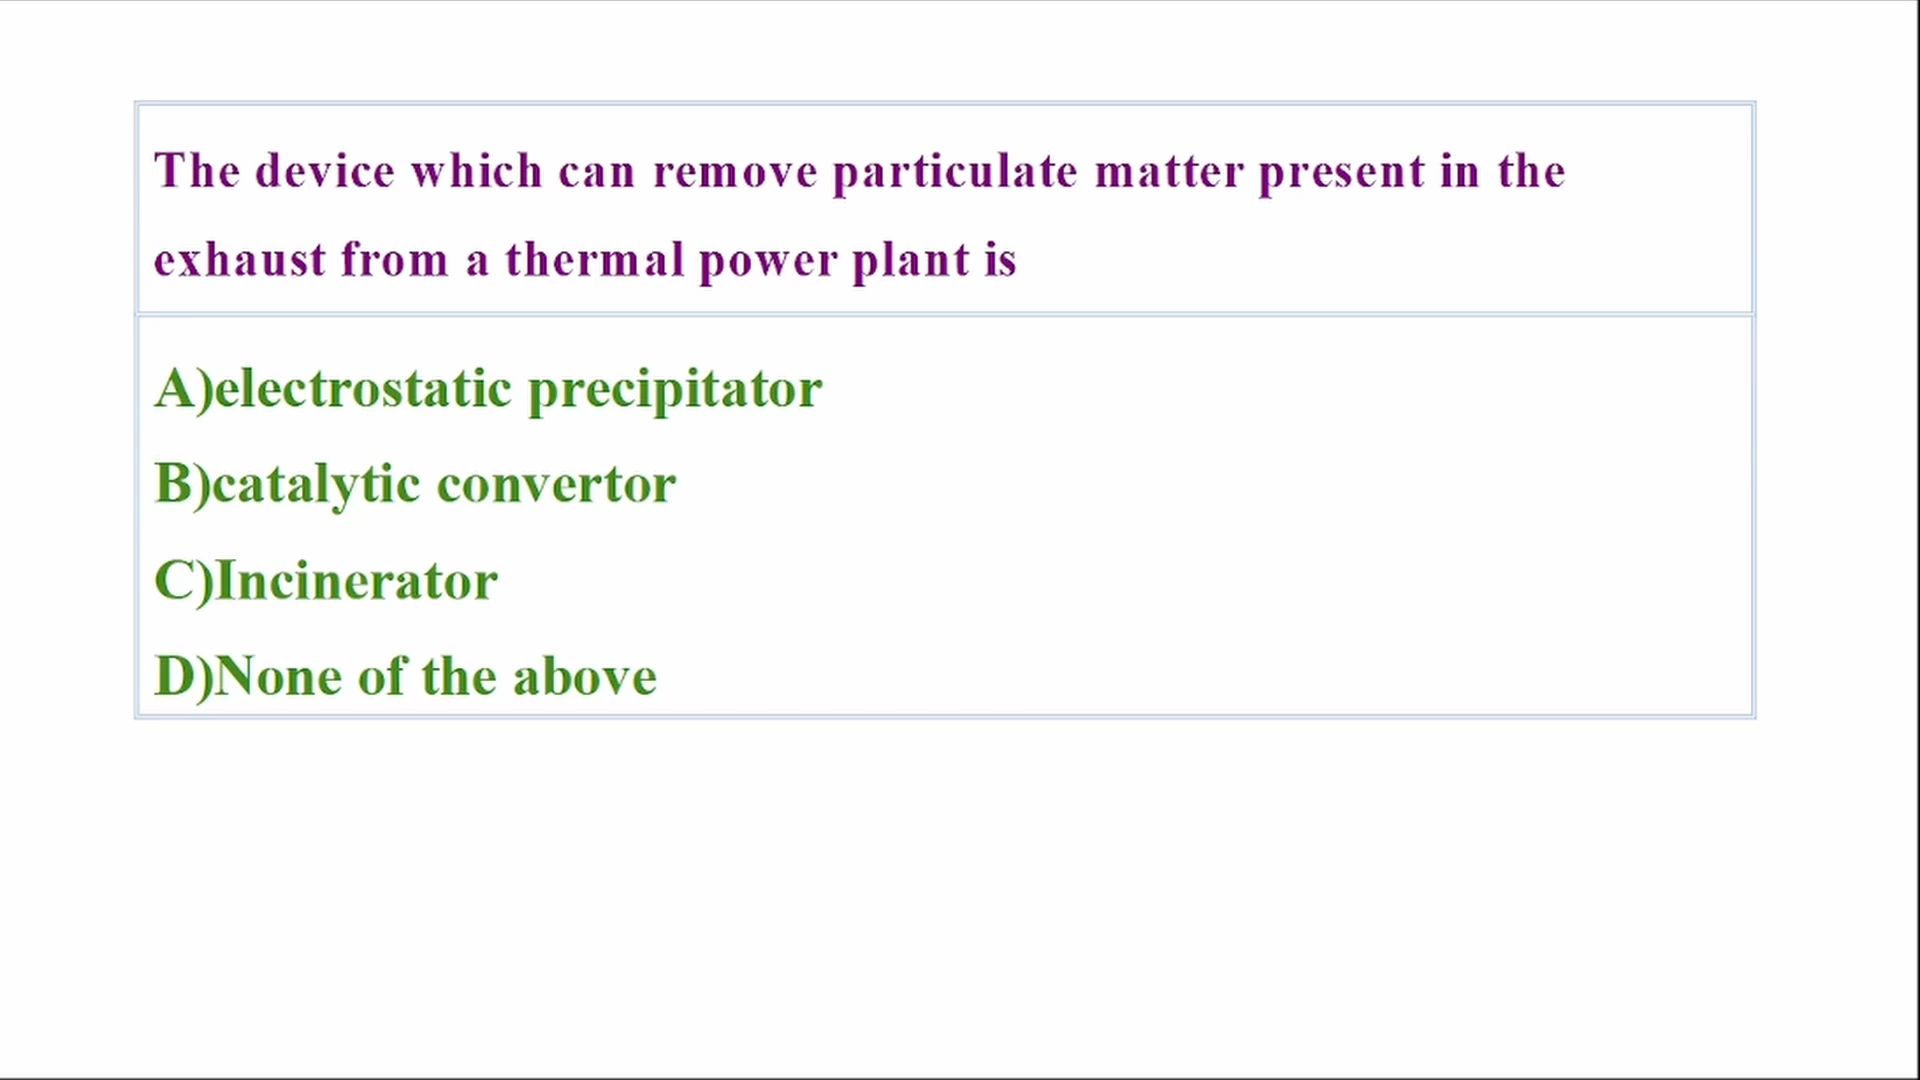 The device which can remove particulate matter present in the
exhaust from a thermal power plant is
A)electrostatic precipitator
B)catalytic convertor
C)Incinerator
D)None of the above